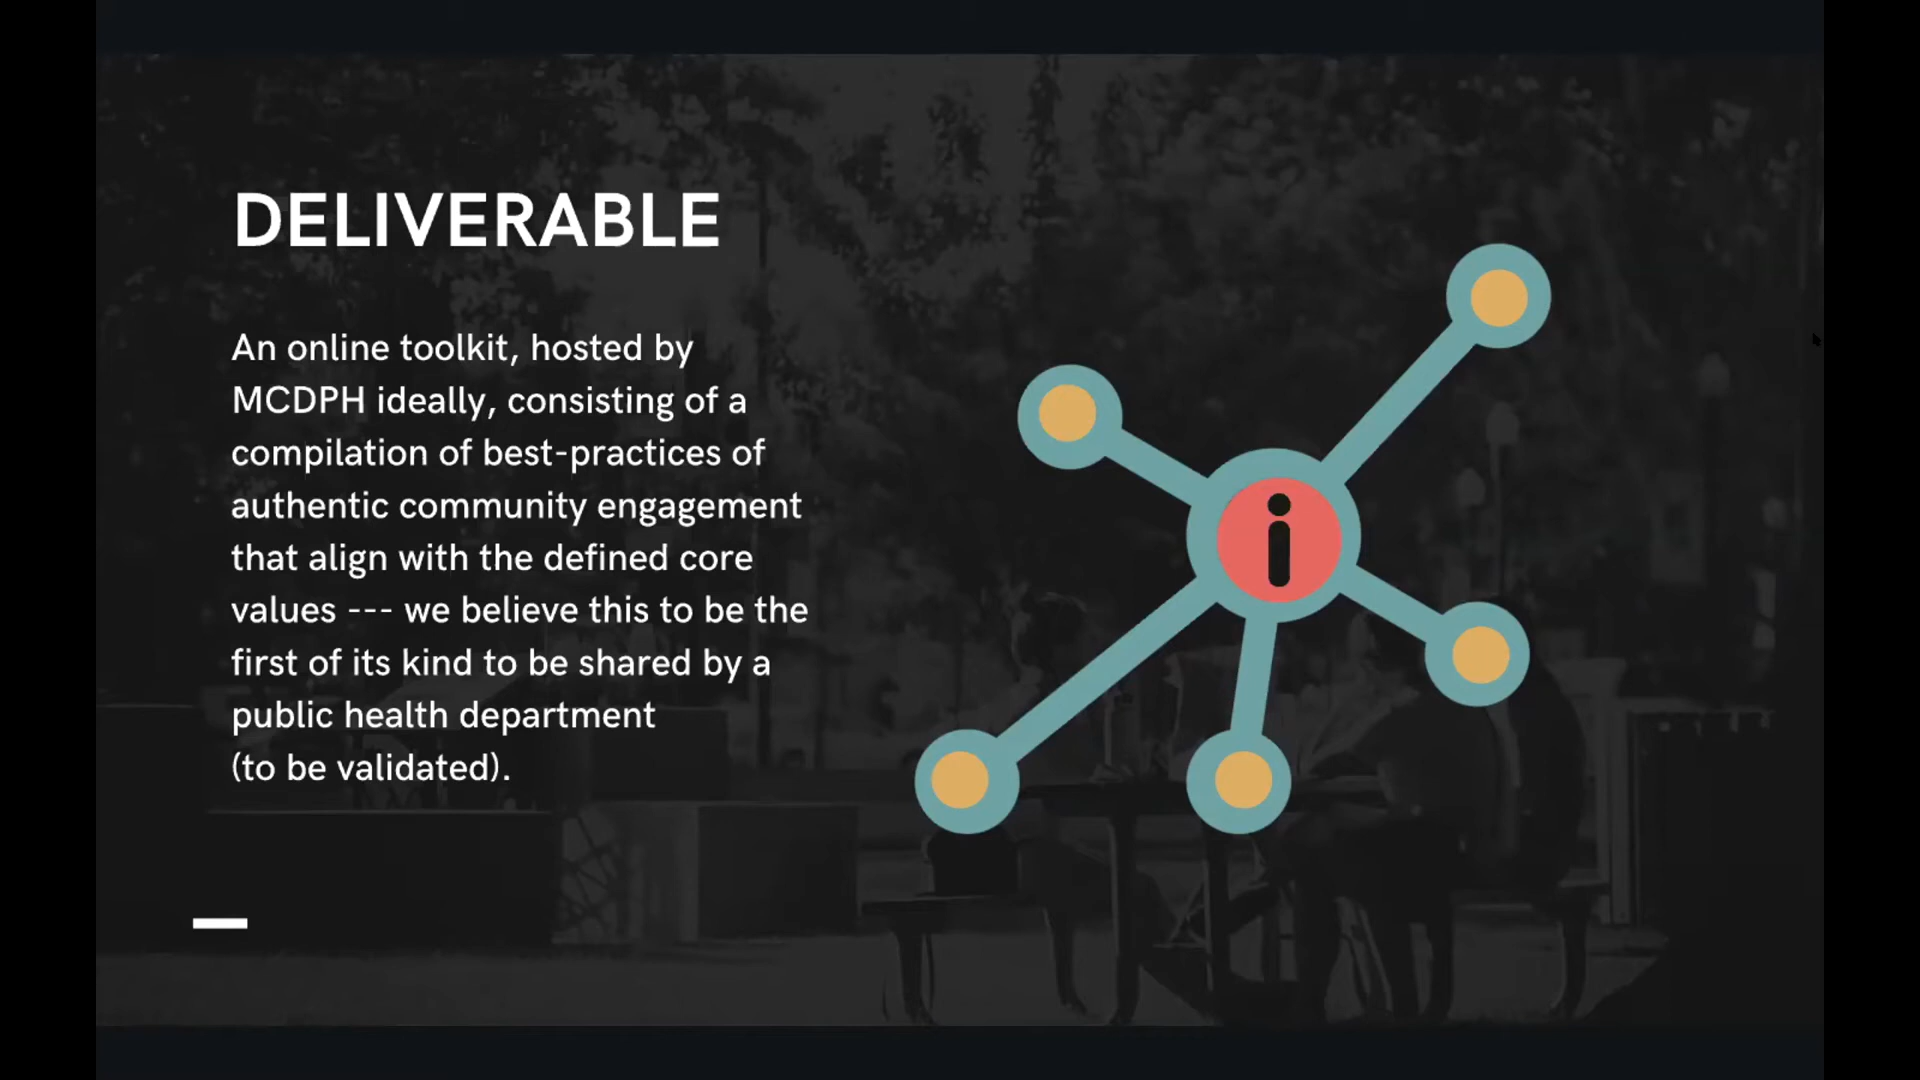 DELIVERABLE
An online toolkit, hosted by
MCDPH ideally, consisting of a
compilation of best-practices of
authentic community engagement
that align with the defined core
values --- we believe this to be the
first of its kind to be shared by a
public health department
(to be validated).
i